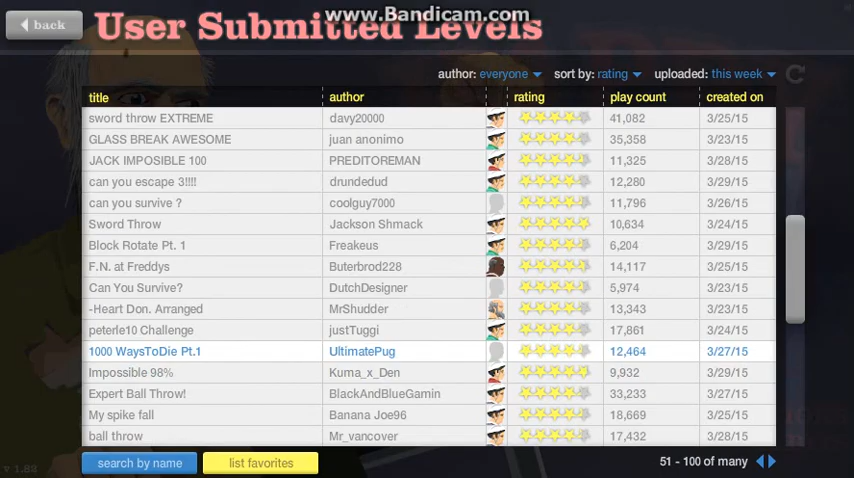 www.Bandicam.com
back
User Submitted Levels
author: everyone sort by: rating uploaded: this week
title author rating play count created on
sword throw EXTREME davy20000 41,082 3/25/15
GLASS BREAK AWESOME juan anonimo 35,358 3/23/15
JACK IMPOSIBLE 100 PREDITOREMAN 11,325 3/28/15
can you escape 3!!!! drundedud 12,280 3/29/15
can you survive ? coolguy7000 11,796 3/26/15
Sword Throw Jackson Shmack 10,634 3/24/15
Block Rotate Pt. 1 Freakeus 6,204 3/29/15
F.N. at Freddys Buterbrod228 14,117 3/25/15
Can You Survive? DutchDesigner 5,974 3/23/15
-Heart Don. Arranged MrShudder 13,343 3/23/15
peterle10 Challenge justTuggi 17,861 3/24/15
1000 WaysToDie Pt.1 UltimatePug 12,464 3/27/15
Impossible 98% Kuma_x_Den 9,932 3/29/15
Expert Ball Throw! BlackAndBlueGamin 33,233 3/27/15
My spike fall Banana Joe96 18,669 3/25/15
ball throw Mr_vancover 17,432 3/28/15
search by name list favorites 51 - 100 of many
v 1.82